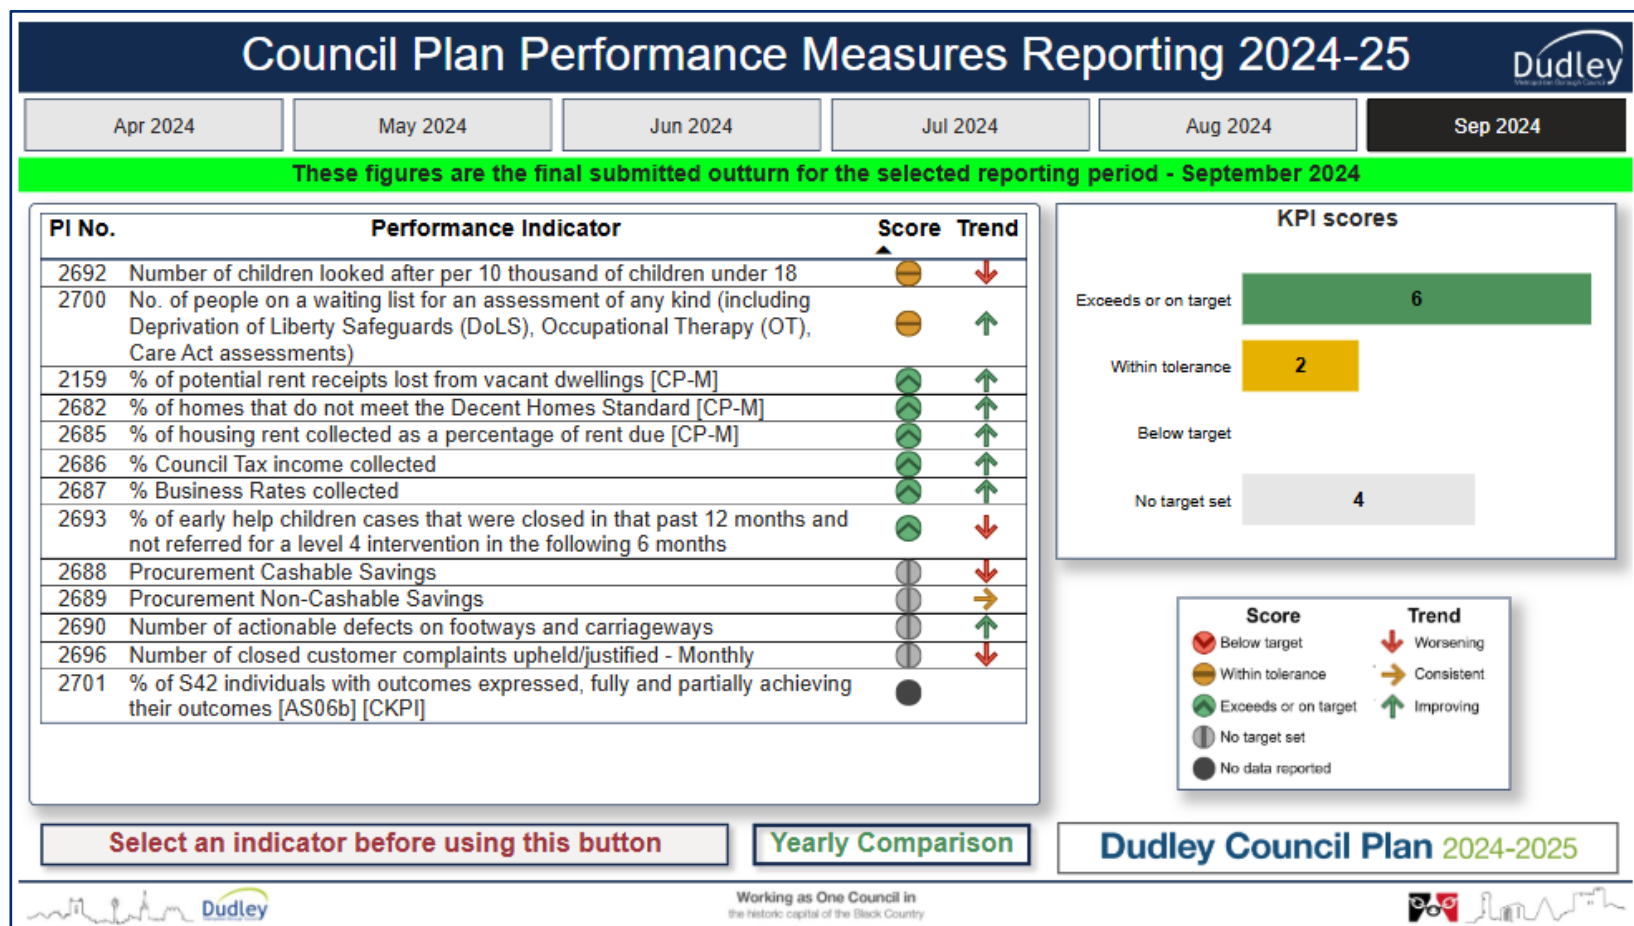 Council Plan Performance Measures Reporting 2024-25
Dudley
Metropolitan Borough Council
Apr 2024
May 2024
Jun 2024
Jul 2024
Aug 2024
Sep 2024
These figures are the final submitted outturn for the selected reporting period - September 2024
PI No. Performance Indicator Score Trend
2692 Number of children looked after per 10 thousand of children under 18
2700 No. of people on a waiting list for an assessment of any kind (including
Deprivation of Liberty Safeguards (DoLS), Occupational Therapy (OT),
Care Act assessments)
2159 % of potential rent receipts lost from vacant dwellings [CP-M]
2682 % of homes that do not meet the Decent Homes Standard [CP-M]
2685 % of housing rent collected as a percentage of rent due [CP-M]
2686 % Council Tax income collected
2687 % Business Rates collected
2693 % of early help children cases that were closed in that past 12 months and
not referred for a level 4 intervention in the following 6 months
2688 Procurement Cashable Savings
2689 Procurement Non-Cashable Savings
2690 Number of actionable defects on footways and carriageways
2696 Number of closed customer complaints upheld/justified - Monthly
2701 % of S42 individuals with outcomes expressed, fully and partially achieving
their outcomes [AS06b] [CKPI]
KPI scores
Exceeds or on target 6
Within tolerance 2
Below target
No target set 4
Score Trend
Below target Worsening
Within tolerance Consistent
Exceeds or on target Improving
No target set
No data reported
Select an indicator before using this button
Yearly Comparison
Dudley Council Plan 2024-2025
Dudley
Working as One Council in
the historic capital of the Black Country